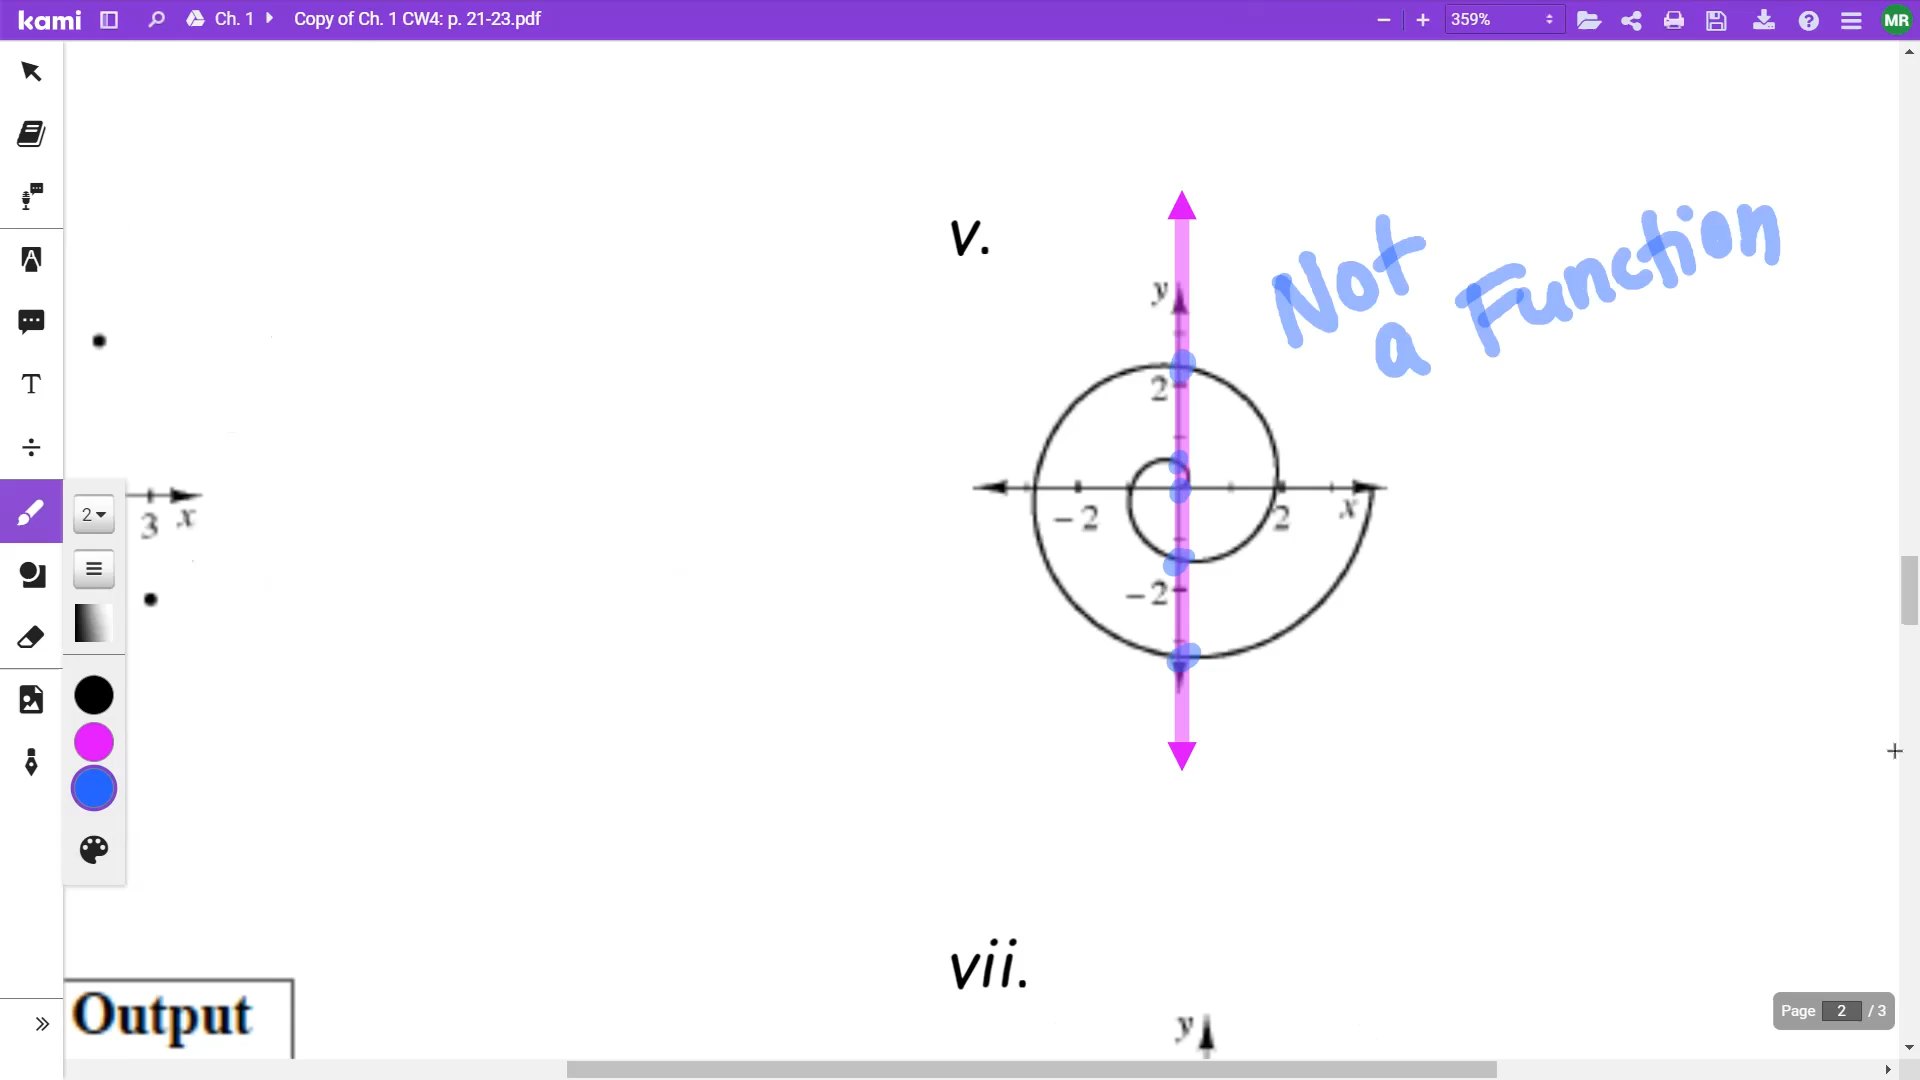 kami Ch. 1 Copy of Ch. 1 CW4: p. 21-23.pdf 359% MR
v.
Not a Function
y
2
-2 2 x
-2
3 x
2
T
vii.
Output
y
Page 2 / 3